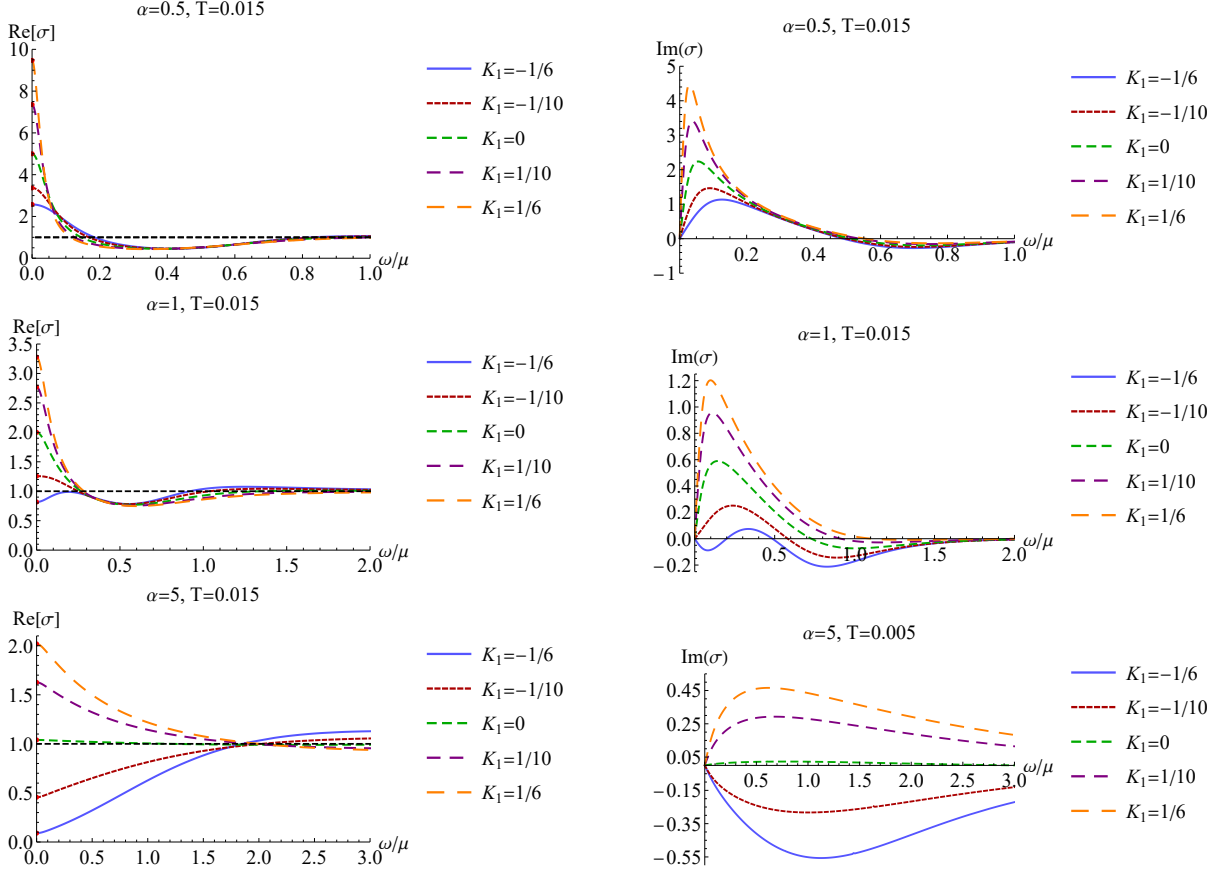 α=0.5, T=0.015
Re[σ]
10
8
6
4
2
0
0.0 0.2 0.4 0.6 0.8 1.0
ω/μ
K₁=−1/6
K₁=−1/10
K₁=0
K₁=1/10
K₁=1/6
α=0.5, T=0.015
Im(σ)
5
4
3
2
1
0
−1
0.2 0.4 0.6 0.8 1.0
ω/μ
K₁=−1/6
K₁=−1/10
K₁=0
K₁=1/10
K₁=1/6
α=1, T=0.015
Re[σ]
3.5
3.0
2.5
2.0
1.5
1.0
0.5
0.0
0.0 0.5 1.0 1.5 2.0
ω/μ
K₁=−1/6
K₁=−1/10
K₁=0
K₁=1/10
K₁=1/6
α=1, T=0.015
Im(σ)
1.2
1.0
0.8
0.6
0.4
0.2
0.0
−0.2
0.5 1.0 1.5 2.0
ω/μ
K₁=−1/6
K₁=−1/10
K₁=0
K₁=1/10
K₁=1/6
α=5, T=0.015
Re[σ]
2.0
1.5
1.0
0.5
0.0
0.0 0.5 1.0 1.5 2.0 2.5 3.0
ω/μ
K₁=−1/6
K₁=−1/10
K₁=0
K₁=1/10
K₁=1/6
α=5, T=0.005
Im(σ)
0.45
0.25
0.05
−0.15
−0.35
−0.55
0.5 1.0 1.5 2.0 2.5 3.0
ω/μ
K₁=−1/6
K₁=−1/10
K₁=0
K₁=1/10
K₁=1/6